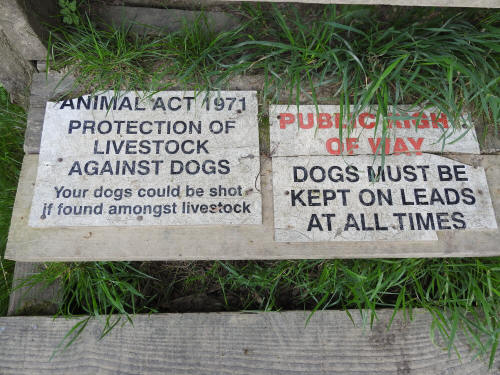 ANIMAL ACT 1971
PROTECTION OF
LIVESTOCK
AGAINST DOGS
Your dogs could be shot
if found amongst livestock
PUBLIC RIGHT
OF WAY
DOGS MUST BE
KEPT ON LEADS
AT ALL TIMES